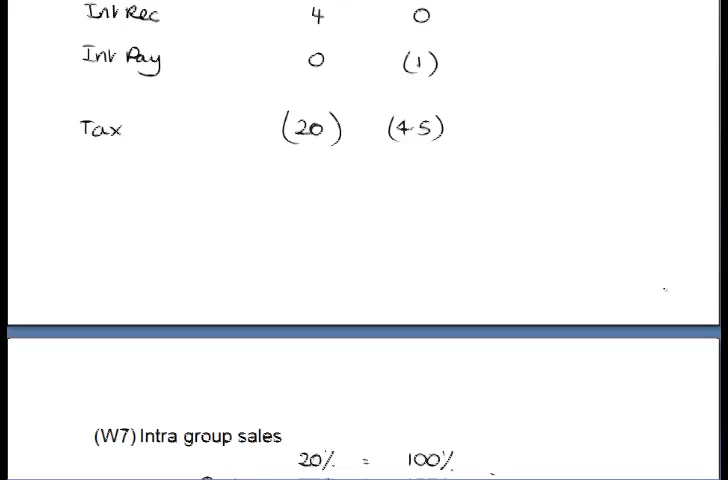 Int Rec 4 0
Int Pay 0 (1)
Tax (20) (4.5)
(W7) Intra group sales
20% = 100%